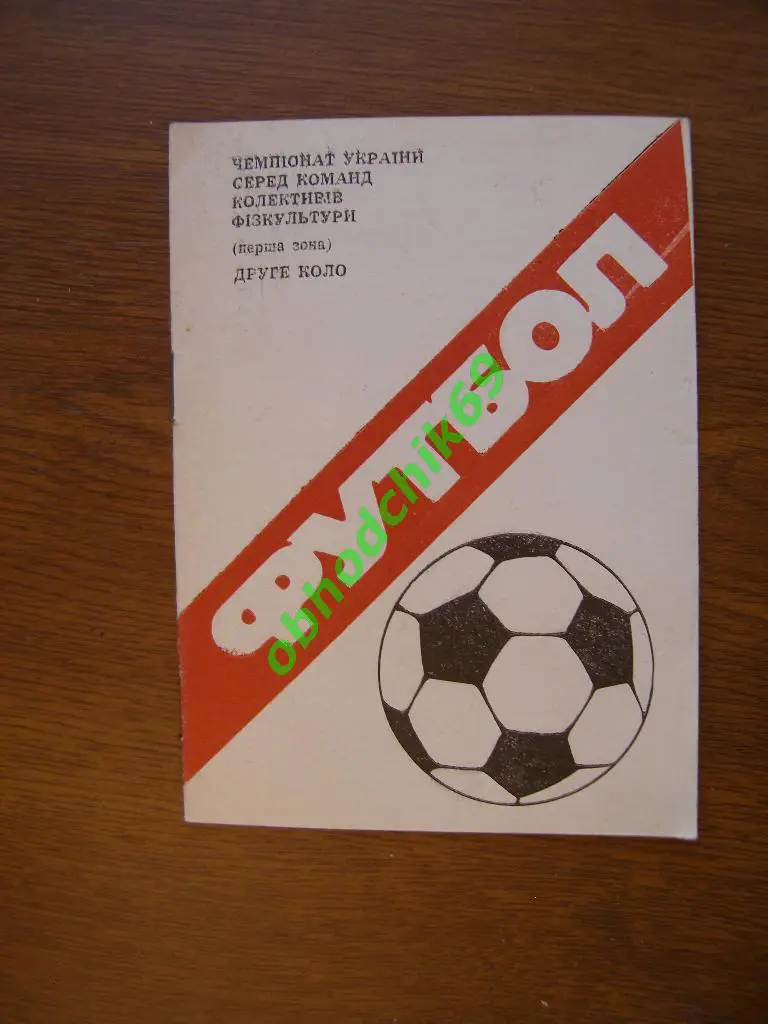 ЧЕМПІОНАТ УКРАЇНИ
СЕРЕД КОМАНД
КОЛЕКТИВІВ
ФІЗКУЛЬТУРИ
(перша зона)
ДРУГЕ КОЛО
ФУТБОЛ
obhodchik69